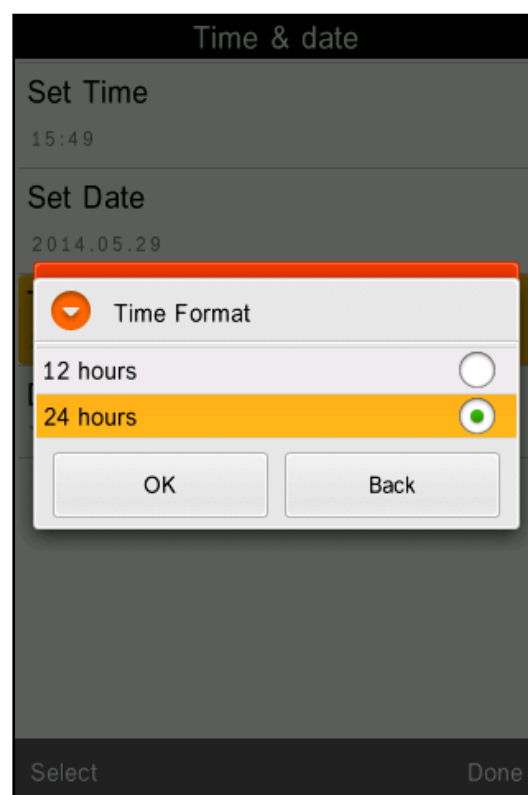 Time & date
Set Time
15:49
Set Date
2014.05.29
Time Format
12 hours
24 hours
OK
Back
Select
Done